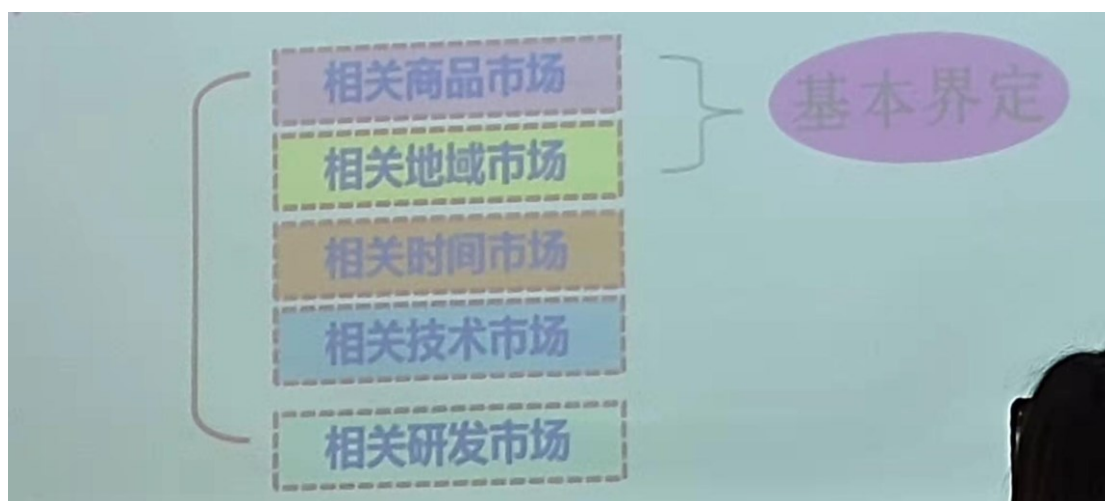 相关商品市场
基本界定
相关地域市场
相关时间市场
相关技术市场
相关研发市场